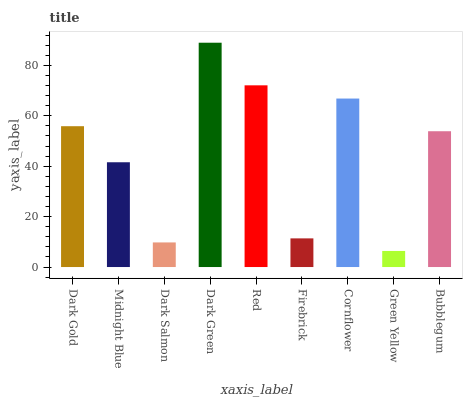 title
yaxis_label
80
60
40
20
0
Dark Gold
Midnight Blue
Dark Salmon
Dark Green
Red
Firebrick
Cornflower
Green Yellow
Bubblegum
xaxis_label